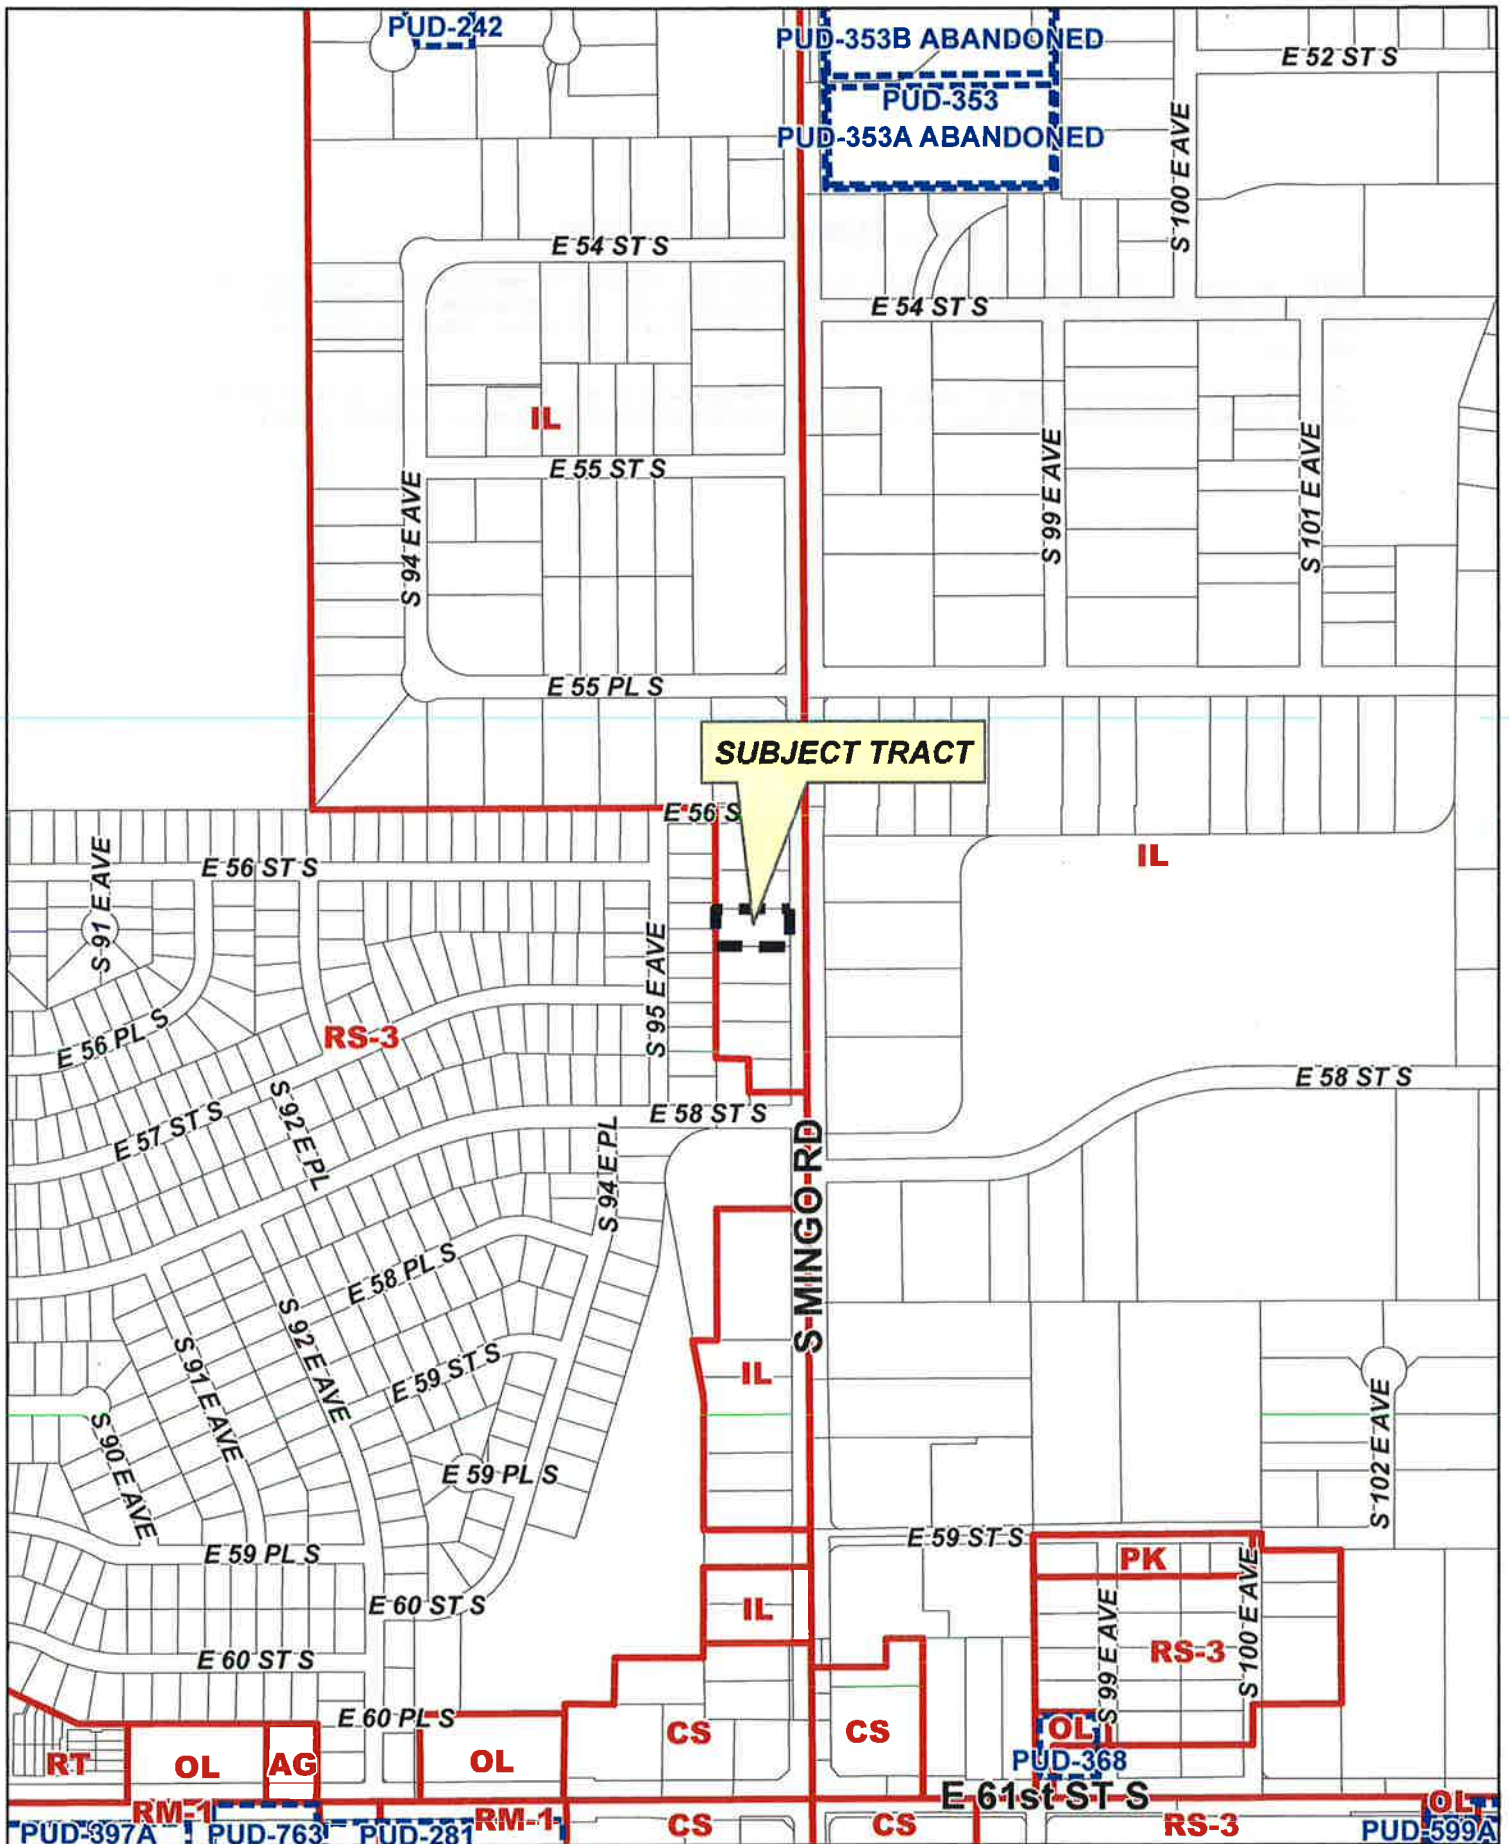 PUD-242
PUD-353B ABANDONED
E 52 ST S
PUD-353
PUD-353A ABANDONED
S 100 E AVE
E 54 ST S
E 54 ST S
IL
E 55 ST S
S 94 E AVE
S 99 E AVE
S 101 E AVE
E 55 PL S
SUBJECT TRACT
E 56 S
E 56 ST S
S 91 E AVE
IL
S 95 E AVE
E 56 PL S
RS-3
E 58 ST S
E 57 ST S
S 92 E PL
E 58 ST S
S 94 E PL
S MINGO RD
E 58 PL S
S 92 E AVE
S 91 E AVE
E 59 ST S
IL
S 90 E AVE
S 102 E AVE
E 59 PL S
E 59 ST S
E 59 PL S
PK
S 100 E AVE
E 60 ST S
IL
S 99 E AVE
RS-3
E 60 ST S
E 60 PL S
CS
CS
OL
RT
OL
AG
OL
PUD-368
E 61st ST S
RM-1
RM-1
CS
CS
RS-3
OL
PUD-397A
PUD-763
PUD-281
PUD-599A